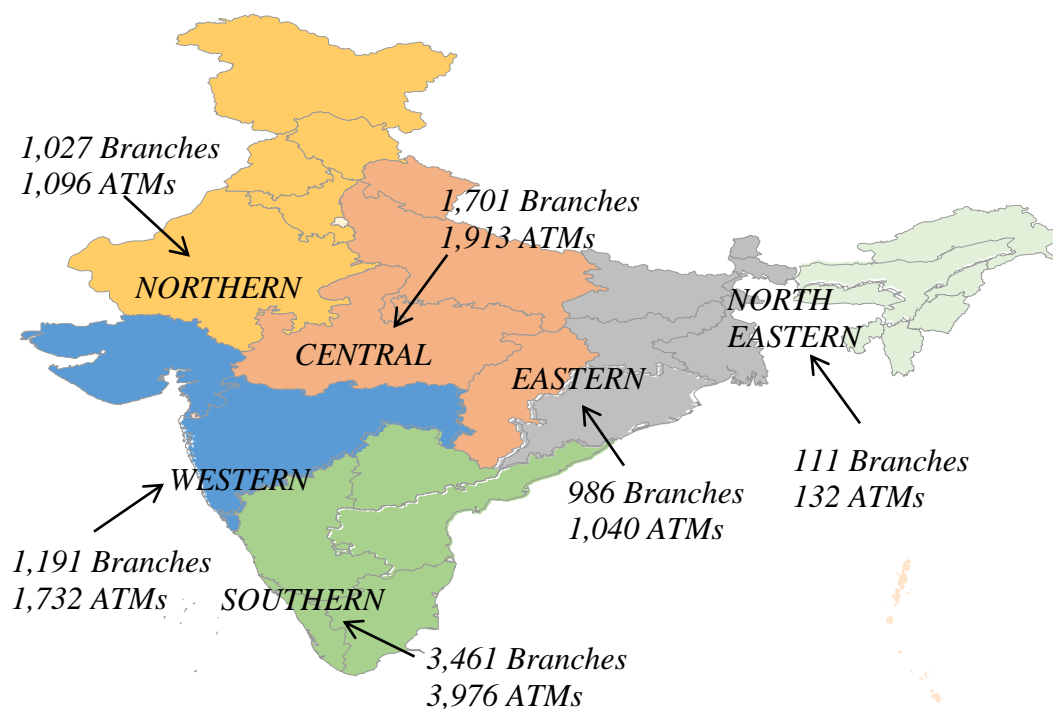 1,027 Branches
1,096 ATMs
1,701 Branches
1,913 ATMs
NORTHERN
NORTH
EASTERN
CENTRAL
EASTERN
WESTERN
111 Branches
132 ATMs
986 Branches
1,040 ATMs
1,191 Branches
1,732 ATMs
SOUTHERN
3,461 Branches
3,976 ATMs